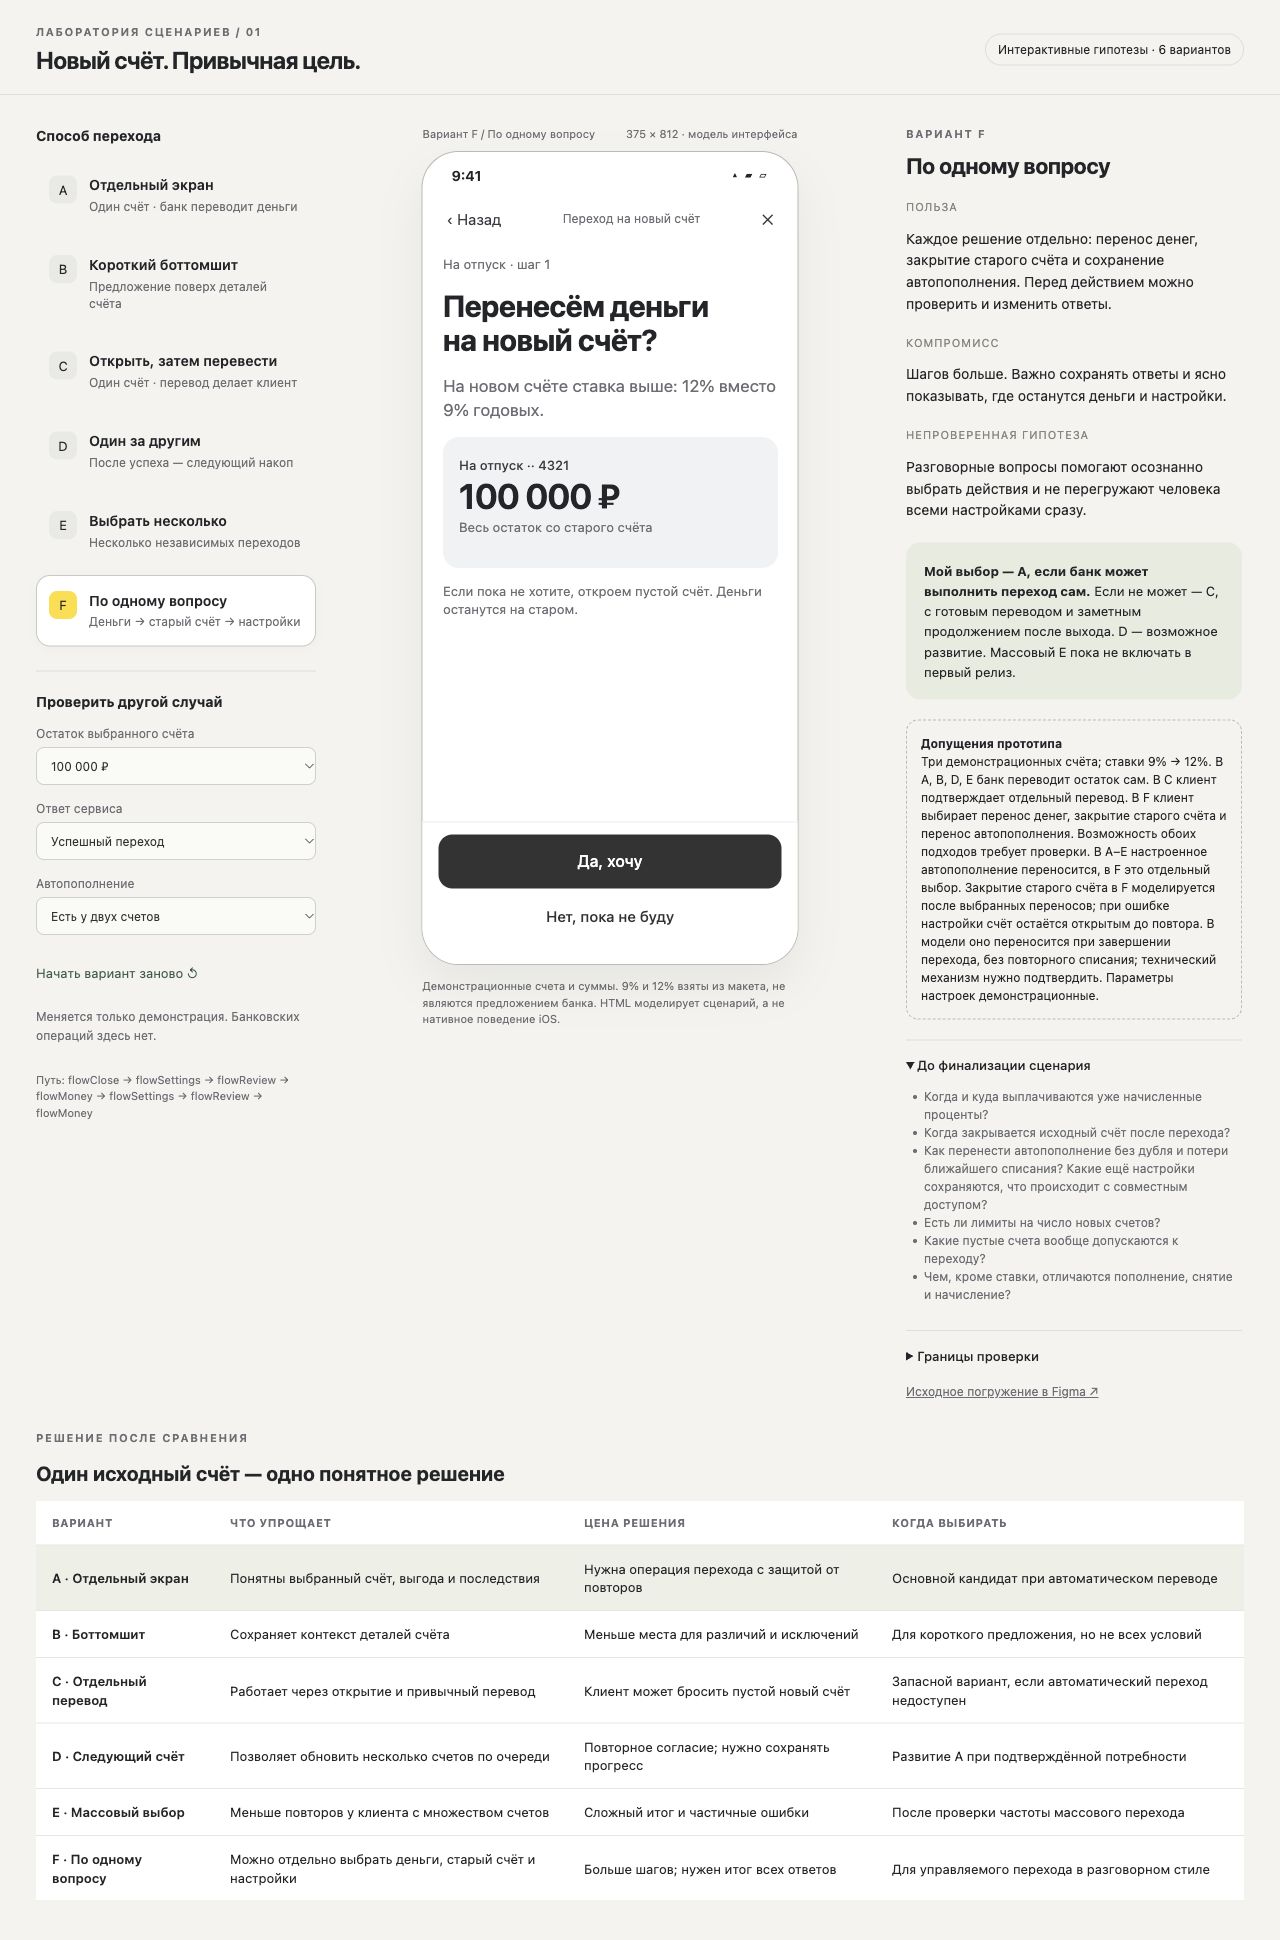 ЛАБОРАТОРИЯ СЦЕНАРИЕВ / 01
Новый счёт. Привычная цель.
Интерактивные гипотезы · 6 вариантов
Способ перехода
A
Отдельный экран
Один счёт · банк переводит деньги
B
Короткий боттомшит
Предложение поверх деталей
счёта
C
Открыть, затем перевести
Один счёт · перевод делает клиент
D
Один за другим
После успеха — следующий накоп
E
Выбрать несколько
Несколько независимых переходов
F
По одному вопросу
Деньги → старый счёт → настройки
Проверить другой случай
Остаток выбранного счёта
100 000 ₽
Ответ сервиса
Успешный переход
Автопополнение
Есть у двух счетов
Начать вариант заново ↺
Меняется только демонстрация. Банковских
операций здесь нет.
Путь: flowClose → flowSettings → flowReview →
flowMoney → flowSettings → flowReview →
flowMoney
Вариант F / По одному вопросу
375 × 812 · модель интерфейса
9:41
‹ Назад
Переход на новый счёт
×
На отпуск · шаг 1
Перенесём деньги
на новый счёт?
На новом счёте ставка выше: 12% вместо
9% годовых.
На отпуск ·· 4321
100 000 ₽
Весь остаток со старого счёта
Если пока не хотите, откроем пустой счёт. Деньги
останутся на старом.
Да, хочу
Нет, пока не буду
Демонстрационные счета и суммы. 9% и 12% взяты из макета, не
являются предложением банка. HTML моделирует сценарий, а не
нативное поведение iOS.
ВАРИАНТ F
По одному вопросу
ПОЛЬЗА
Каждое решение отдельно: перенос денег,
закрытие старого счёта и сохранение
автопополнения. Перед действием можно
проверить и изменить ответы.
КОМПРОМИСС
Шагов больше. Важно сохранять ответы и ясно
показывать, где останутся деньги и настройки.
НЕПРОВЕРЕННАЯ ГИПОТЕЗА
Разговорные вопросы помогают осознанно
выбрать действия и не перегружают человека
всеми настройками сразу.
Мой выбор — A, если банк может
выполнить переход сам. Если не может — C,
с готовым переводом и заметным
продолжением после выхода. D — возможное
развитие. Массовый E пока не включать в
первый релиз.
Допущения прототипа
Три демонстрационных счёта; ставки 9% → 12%. В
A, B, D, E банк переводит остаток сам. В C клиент
подтверждает отдельный перевод. В F клиент
выбирает перенос денег, закрытие старого счёта и
перенос автопополнения. Возможность обоих
подходов требует проверки. В A–E настроенное
автопополнение переносится, в F это отдельный
выбор. Закрытие старого счёта в F моделируется
после выбранных переносов; при ошибке
настройки счёт остаётся открытым до повтора. В
модели оно переносится при завершении
перехода, без повторного списания; технический
механизм нужно подтвердить. Параметры
настроек демонстрационные.
▼ До финализации сценария
• Когда и куда выплачиваются уже начисленные
проценты?
• Когда закрывается исходный счёт после перехода?
• Как перенести автопополнение без дубля и потери
ближайшего списания? Какие ещё настройки
сохраняются, что происходит с совместным
доступом?
• Есть ли лимиты на число новых счетов?
• Какие пустые счета вообще допускаются к
переходу?
• Чем, кроме ставки, отличаются пополнение, снятие
и начисление?
▶ Границы проверки
Исходное погружение в Figma ↗
РЕШЕНИЕ ПОСЛЕ СРАВНЕНИЯ
Один исходный счёт — одно понятное решение
ВАРИАНТ
ЧТО УПРОЩАЕТ
ЦЕНА РЕШЕНИЯ
КОГДА ВЫБИРАТЬ
A · Отдельный экран
Понятны выбранный счёт, выгода и последствия
Нужна операция перехода с защитой от
повторов
Основной кандидат при автоматическом переводе
B · Боттомшит
Сохраняет контекст деталей счёта
Меньше места для различий и исключений
Для короткого предложения, но не всех условий
C · Отдельный
перевод
Работает через открытие и привычный перевод
Клиент может бросить пустой новый счёт
Запасной вариант, если автоматический переход
недоступен
D · Следующий счёт
Позволяет обновить несколько счетов по очереди
Повторное согласие; нужно сохранять
прогресс
Развитие A при подтверждённой потребности
E · Массовый выбор
Меньше повторов у клиента с множеством счетов
Сложный итог и частичные ошибки
После проверки частоты массового перехода
F · По одному
вопросу
Можно отдельно выбрать деньги, старый счёт и
настройки
Больше шагов; нужен итог всех ответов
Для управляемого перехода в разговорном стиле